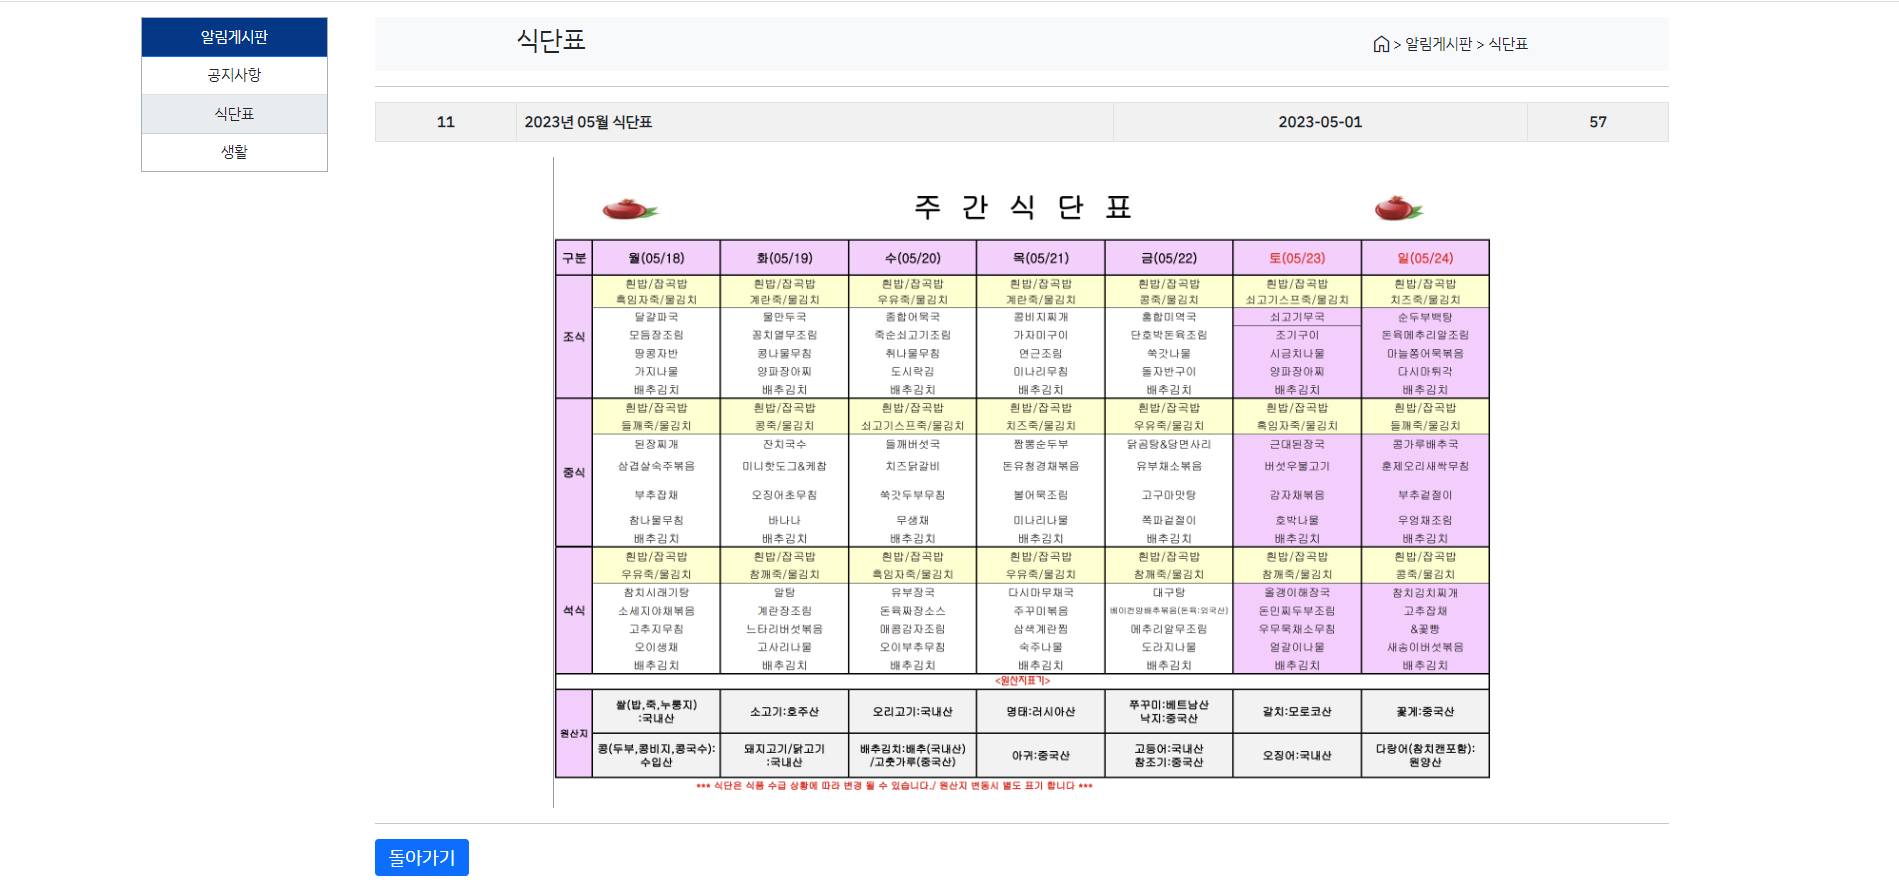 알림게시판
공지사항
식단표
생활
식단표
> 알림게시판 > 식단표
11 2023년 05월 식단표 2023-05-01 57
주 간 식 단 표
구분 월(05/18) 화(05/19) 수(05/20) 목(05/21) 금(05/22) 토(05/23) 일(05/24)
흰밥/잡곡밥 흰밥/잡곡밥 흰밥/잡곡밥 흰밥/잡곡밥 흰밥/잡곡밥 흰밥/잡곡밥 흰밥/잡곡밥
흑임자죽/물김치 계란죽/물김치 우유죽/물김치 계란죽/물김치 콩죽/물김치 쇠고기스프죽/물김치 치즈죽/물김치
달걀파국 물만두국 종합어묵국 콩비지찌개 홍합미역국 쇠고기무국 순두부백탕
조식 모듬장조림 꽁치열무조림 죽순쇠고기조림 가자미구이 단호박돈육조림 조기구이 돈육메추리알조림
땅콩자반 콩나물무침 취나물무침 연근조림 쑥갓나물 시금치나물 마늘쫑어묵볶음
가지나물 양파장아찌 도시락김 미나리무침 돌자반구이 양파장아찌 다시마튀각
배추김치 배추김치 배추김치 배추김치 배추김치 배추김치 배추김치
흰밥/잡곡밥 흰밥/잡곡밥 흰밥/잡곡밥 흰밥/잡곡밥 흰밥/잡곡밥 흰밥/잡곡밥 흰밥/잡곡밥
들깨죽/물김치 콩죽/물김치 쇠고기스프죽/물김치 치즈죽/물김치 우유죽/물김치 흑임자죽/물김치 들깨죽/물김치
된장찌개 잔치국수 들깨버섯국 짬뽕순두부 닭곰탕&당면사리 근대된장국 콩가루배추국
중식 삼겹살숙주볶음 미니핫도그&케찹 치즈닭갈비 돈유청경채볶음 유부채소볶음 버섯우불고기 훈제오리새싹무침
부추잡채 오징어초무침 쑥갓두부무침 볼어묵조림 고구마맛탕 감자채볶음 부추겉절이
참나물무침 바나나 무생채 미나리나물 쪽파겉절이 호박나물 우엉채조림
배추김치 배추김치 배추김치 배추김치 배추김치 배추김치 배추김치
흰밥/잡곡밥 흰밥/잡곡밥 흰밥/잡곡밥 흰밥/잡곡밥 흰밥/잡곡밥 흰밥/잡곡밥 흰밥/잡곡밥
우유죽/물김치 참깨죽/물김치 흑임자죽/물김치 우유죽/물김치 참깨죽/물김치 참깨죽/물김치 콩죽/물김치
참치시래기탕 알탕 유부장국 다시마무채국 대구탕 올갱이해장국 참치김치찌개
석식 소세지야채볶음 계란장조림 돈육짜장소스 주꾸미볶음 베이컨양배추볶음(돈육:외국산) 돈민찌두부조림 고추잡채
고추지무침 느타리버섯볶음 매콤감자조림 삼색계란찜 메추리알무조림 우무묵채소무침 &꽃빵
오이생채 고사리나물 오이부추무침 숙주나물 도라지나물 얼갈이나물 새송이버섯볶음
배추김치 배추김치 배추김치 배추김치 배추김치 배추김치 배추김치
<원산지표기>
원산지 쌀(밥,죽,누룽지) 소고기:호주산 오리고기:국내산 명태:러시아산 쭈꾸미:베트남산 갈치:모로코산 꽃게:중국산
:국내산 낙지:중국산
콩(두부,콩비지,콩국수): 돼지고기/닭고기 배추김치:배추(국내산) 아귀:중국산 고등어:국내산 오징어:국내산 다랑어(참치캔포함):
수입산 :국내산 /고춧가루(중국산) 참조기:중국산 원양산
*** 식단은 식품 수급 상황에 따라 변경 될 수 있습니다./ 원산지 변동시 별도 표기 합니다 ***
돌아가기